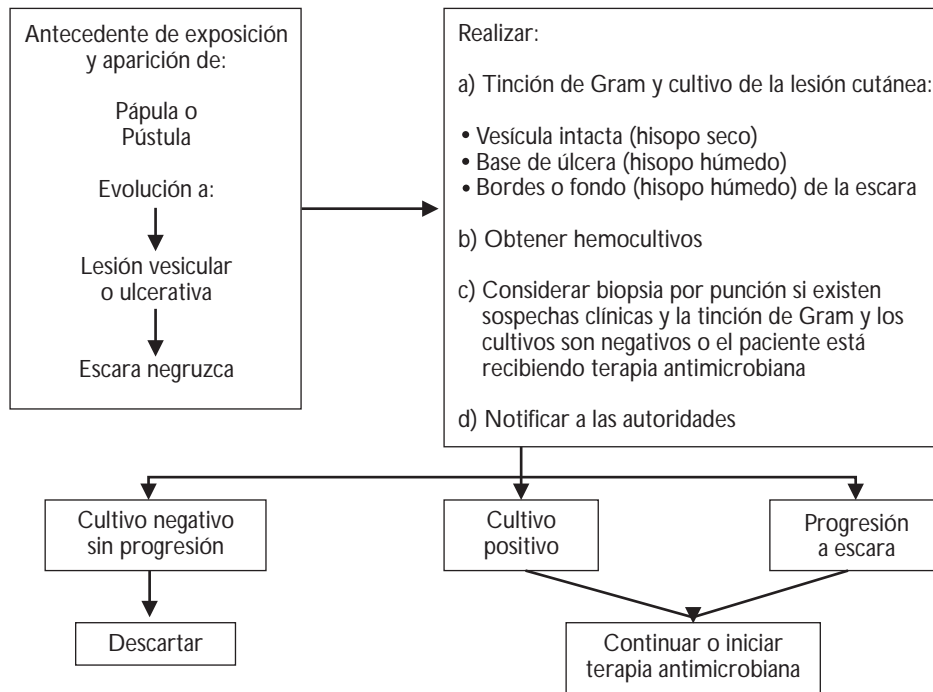 Antecedente de exposición
y aparición de:
Pápula o
Pústula
Evolución a:
Lesión vesicular
o ulcerativa
Escara negruzca
Realizar:
a) Tinción de Gram y cultivo de la lesión cutánea:
• Vesícula intacta (hisopo seco)
• Base de úlcera (hisopo húmedo)
• Bordes o fondo (hisopo húmedo) de la escara
b) Obtener hemocultivos
c) Considerar biopsia por punción si existen
sospechas clínicas y la tinción de Gram y los
cultivos son negativos o el paciente está
recibiendo terapia antimicrobiana
d) Notificar a las autoridades
Cultivo negativo
sin progresión
Cultivo
positivo
Progresión
a escara
Descartar
Continuar o iniciar
terapia antimicrobiana